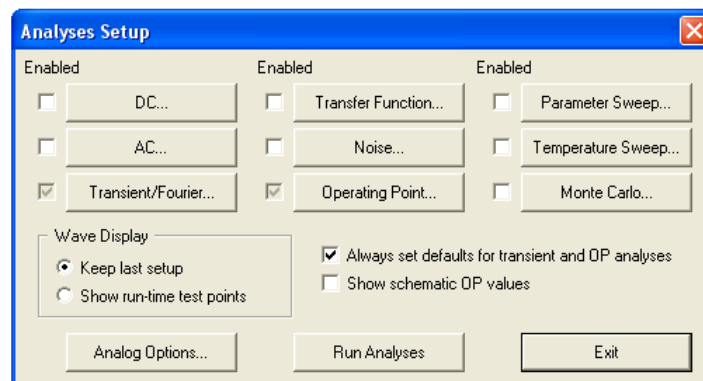 Analyses Setup
Enabled Enabled Enabled
DC... Transfer Function... Parameter Sweep...
AC... Noise... Temperature Sweep...
Transient/Fourier... Operating Point... Monte Carlo...
Wave Display
Keep last setup
Show run-time test points
Always set defaults for transient and OP analyses
Show schematic OP values
Analog Options... Run Analyses Exit